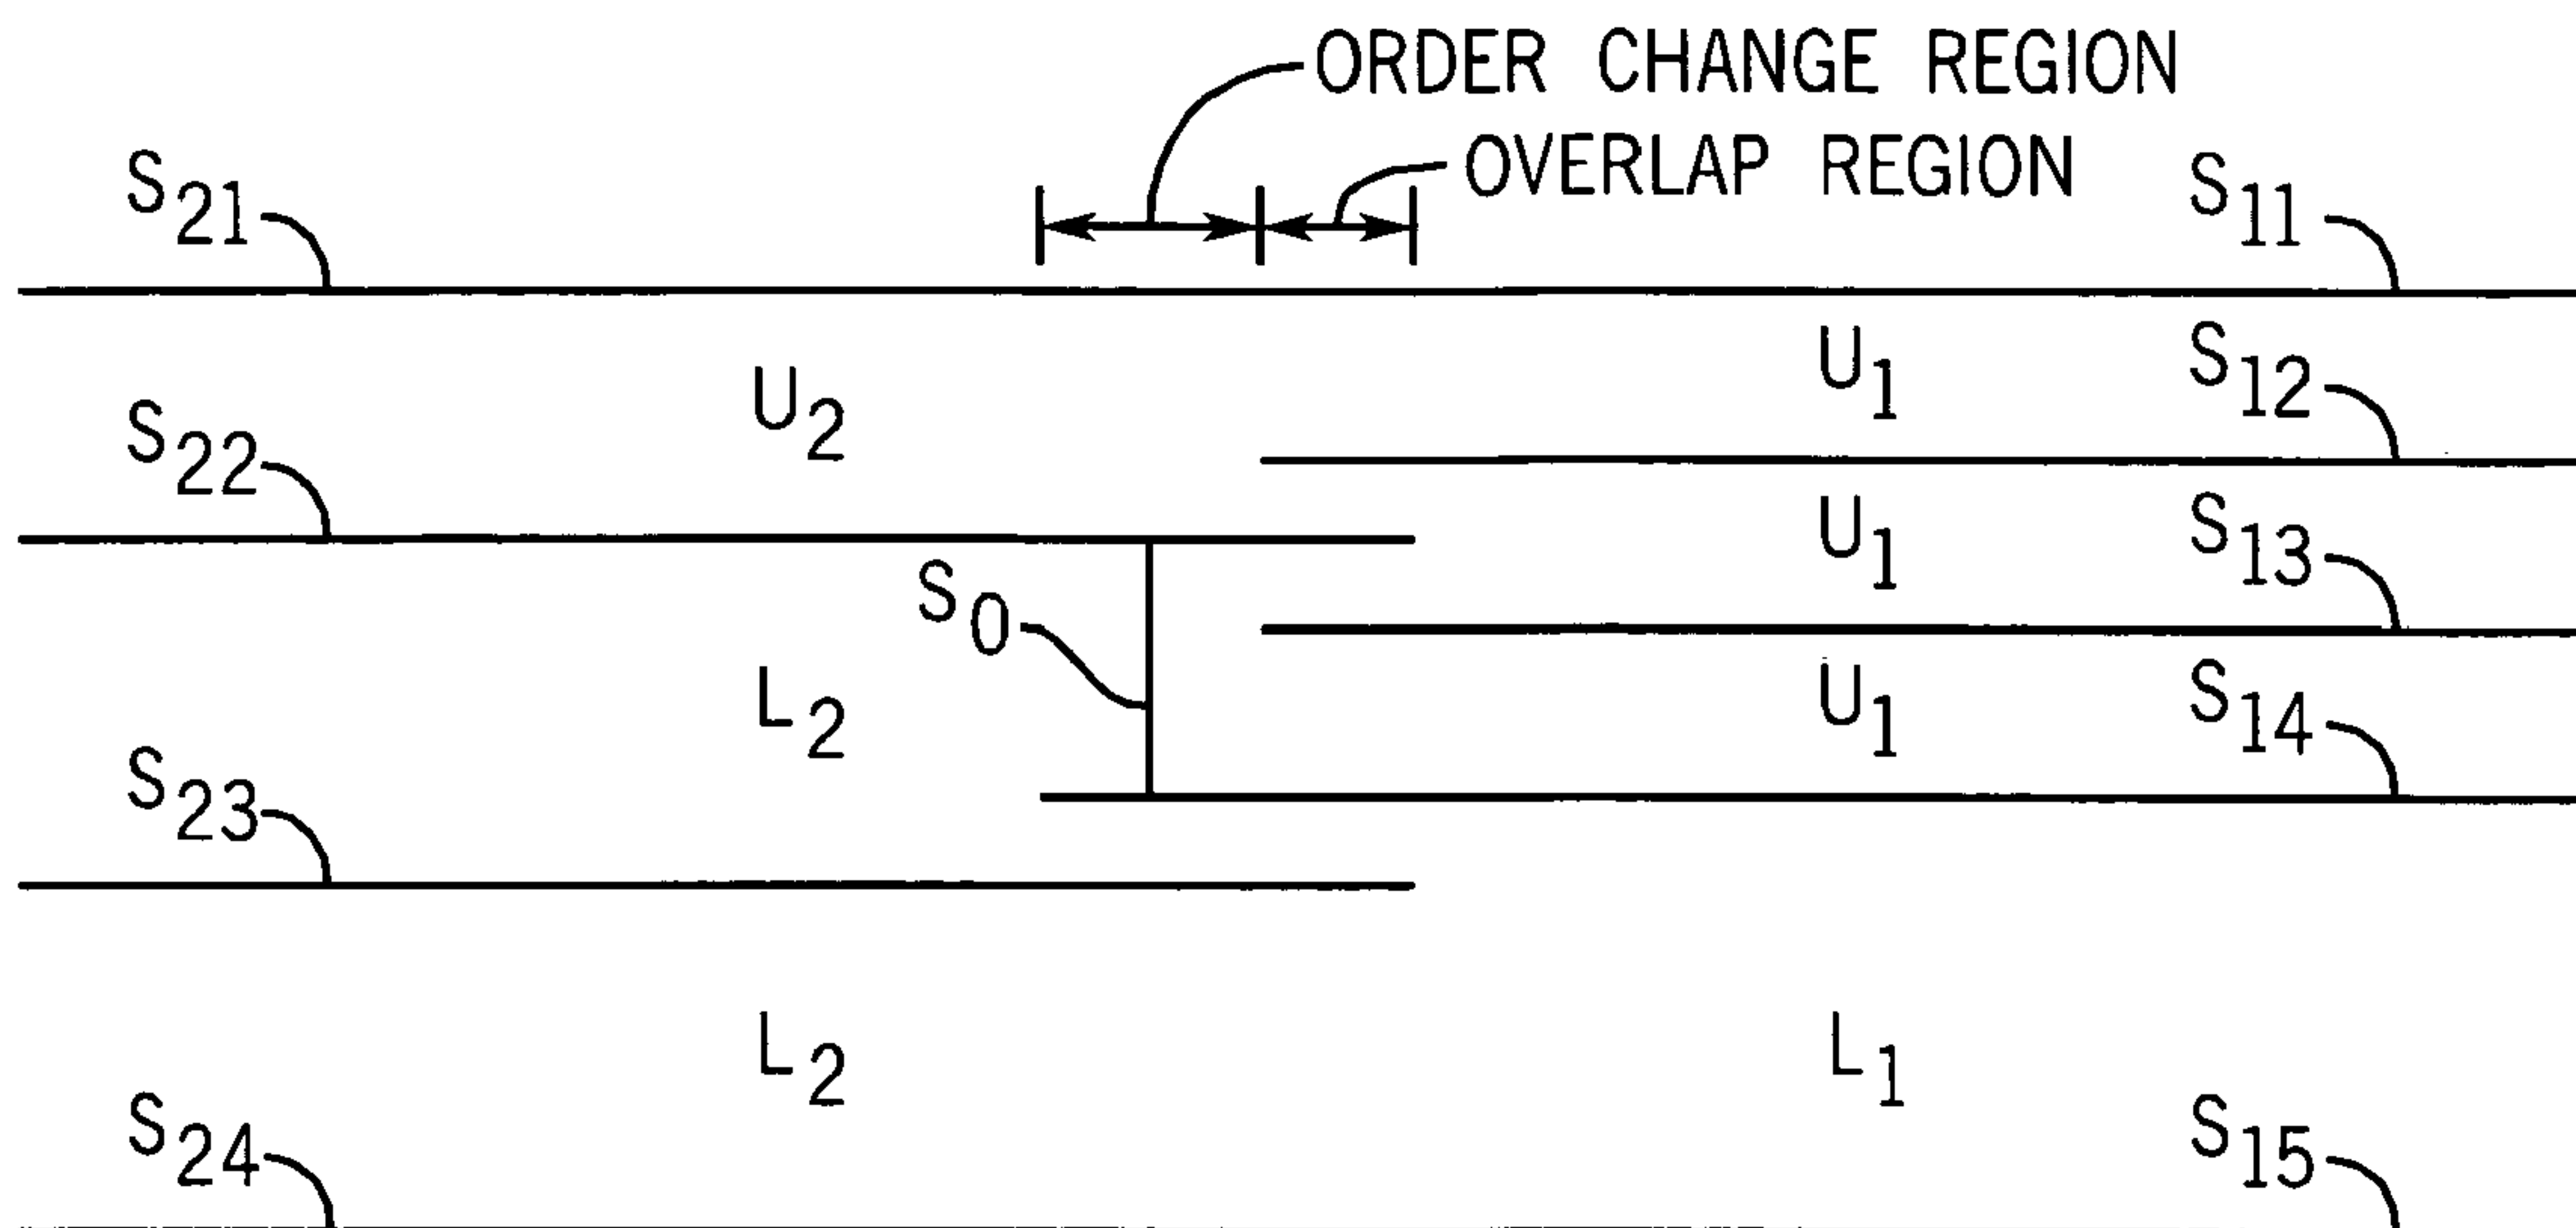 ORDER CHANGE REGION
OVERLAP REGION
S21
S11
U2
U1
S12
S22
U1
S13
S0
L2
U1
S14
S23
L2
L1
S24
S15